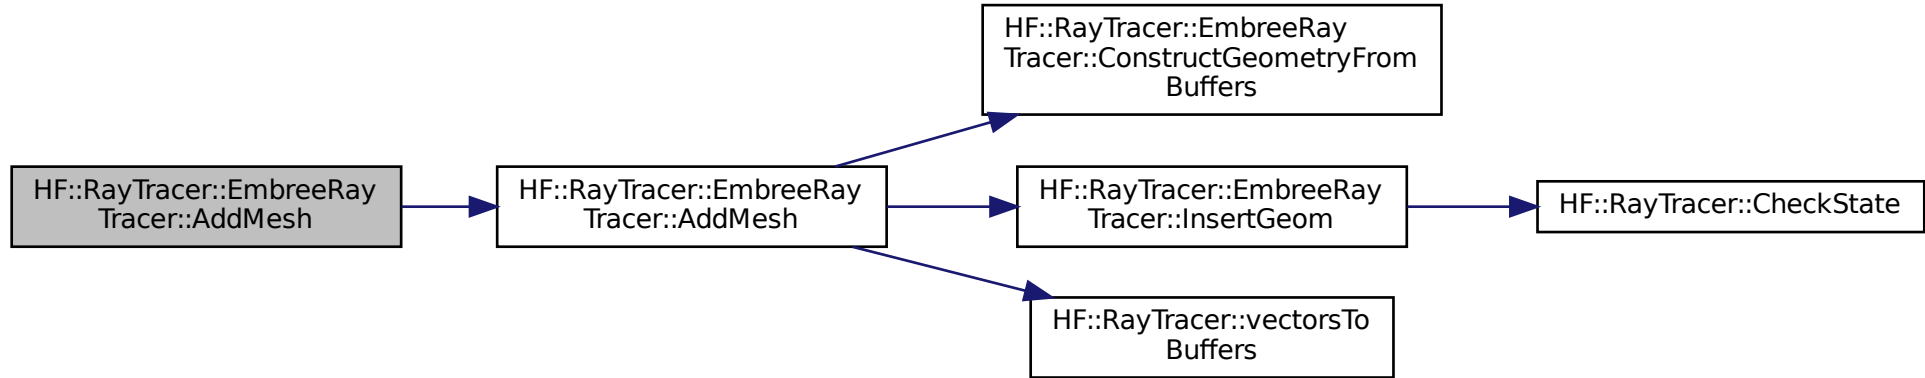 HF::RayTracer::EmbreeRay
Tracer::AddMesh
HF::RayTracer::EmbreeRay
Tracer::AddMesh
HF::RayTracer::EmbreeRay
Tracer::ConstructGeometryFrom
Buffers
HF::RayTracer::EmbreeRay
Tracer::InsertGeom
HF::RayTracer::vectorsTo
Buffers
HF::RayTracer::CheckState